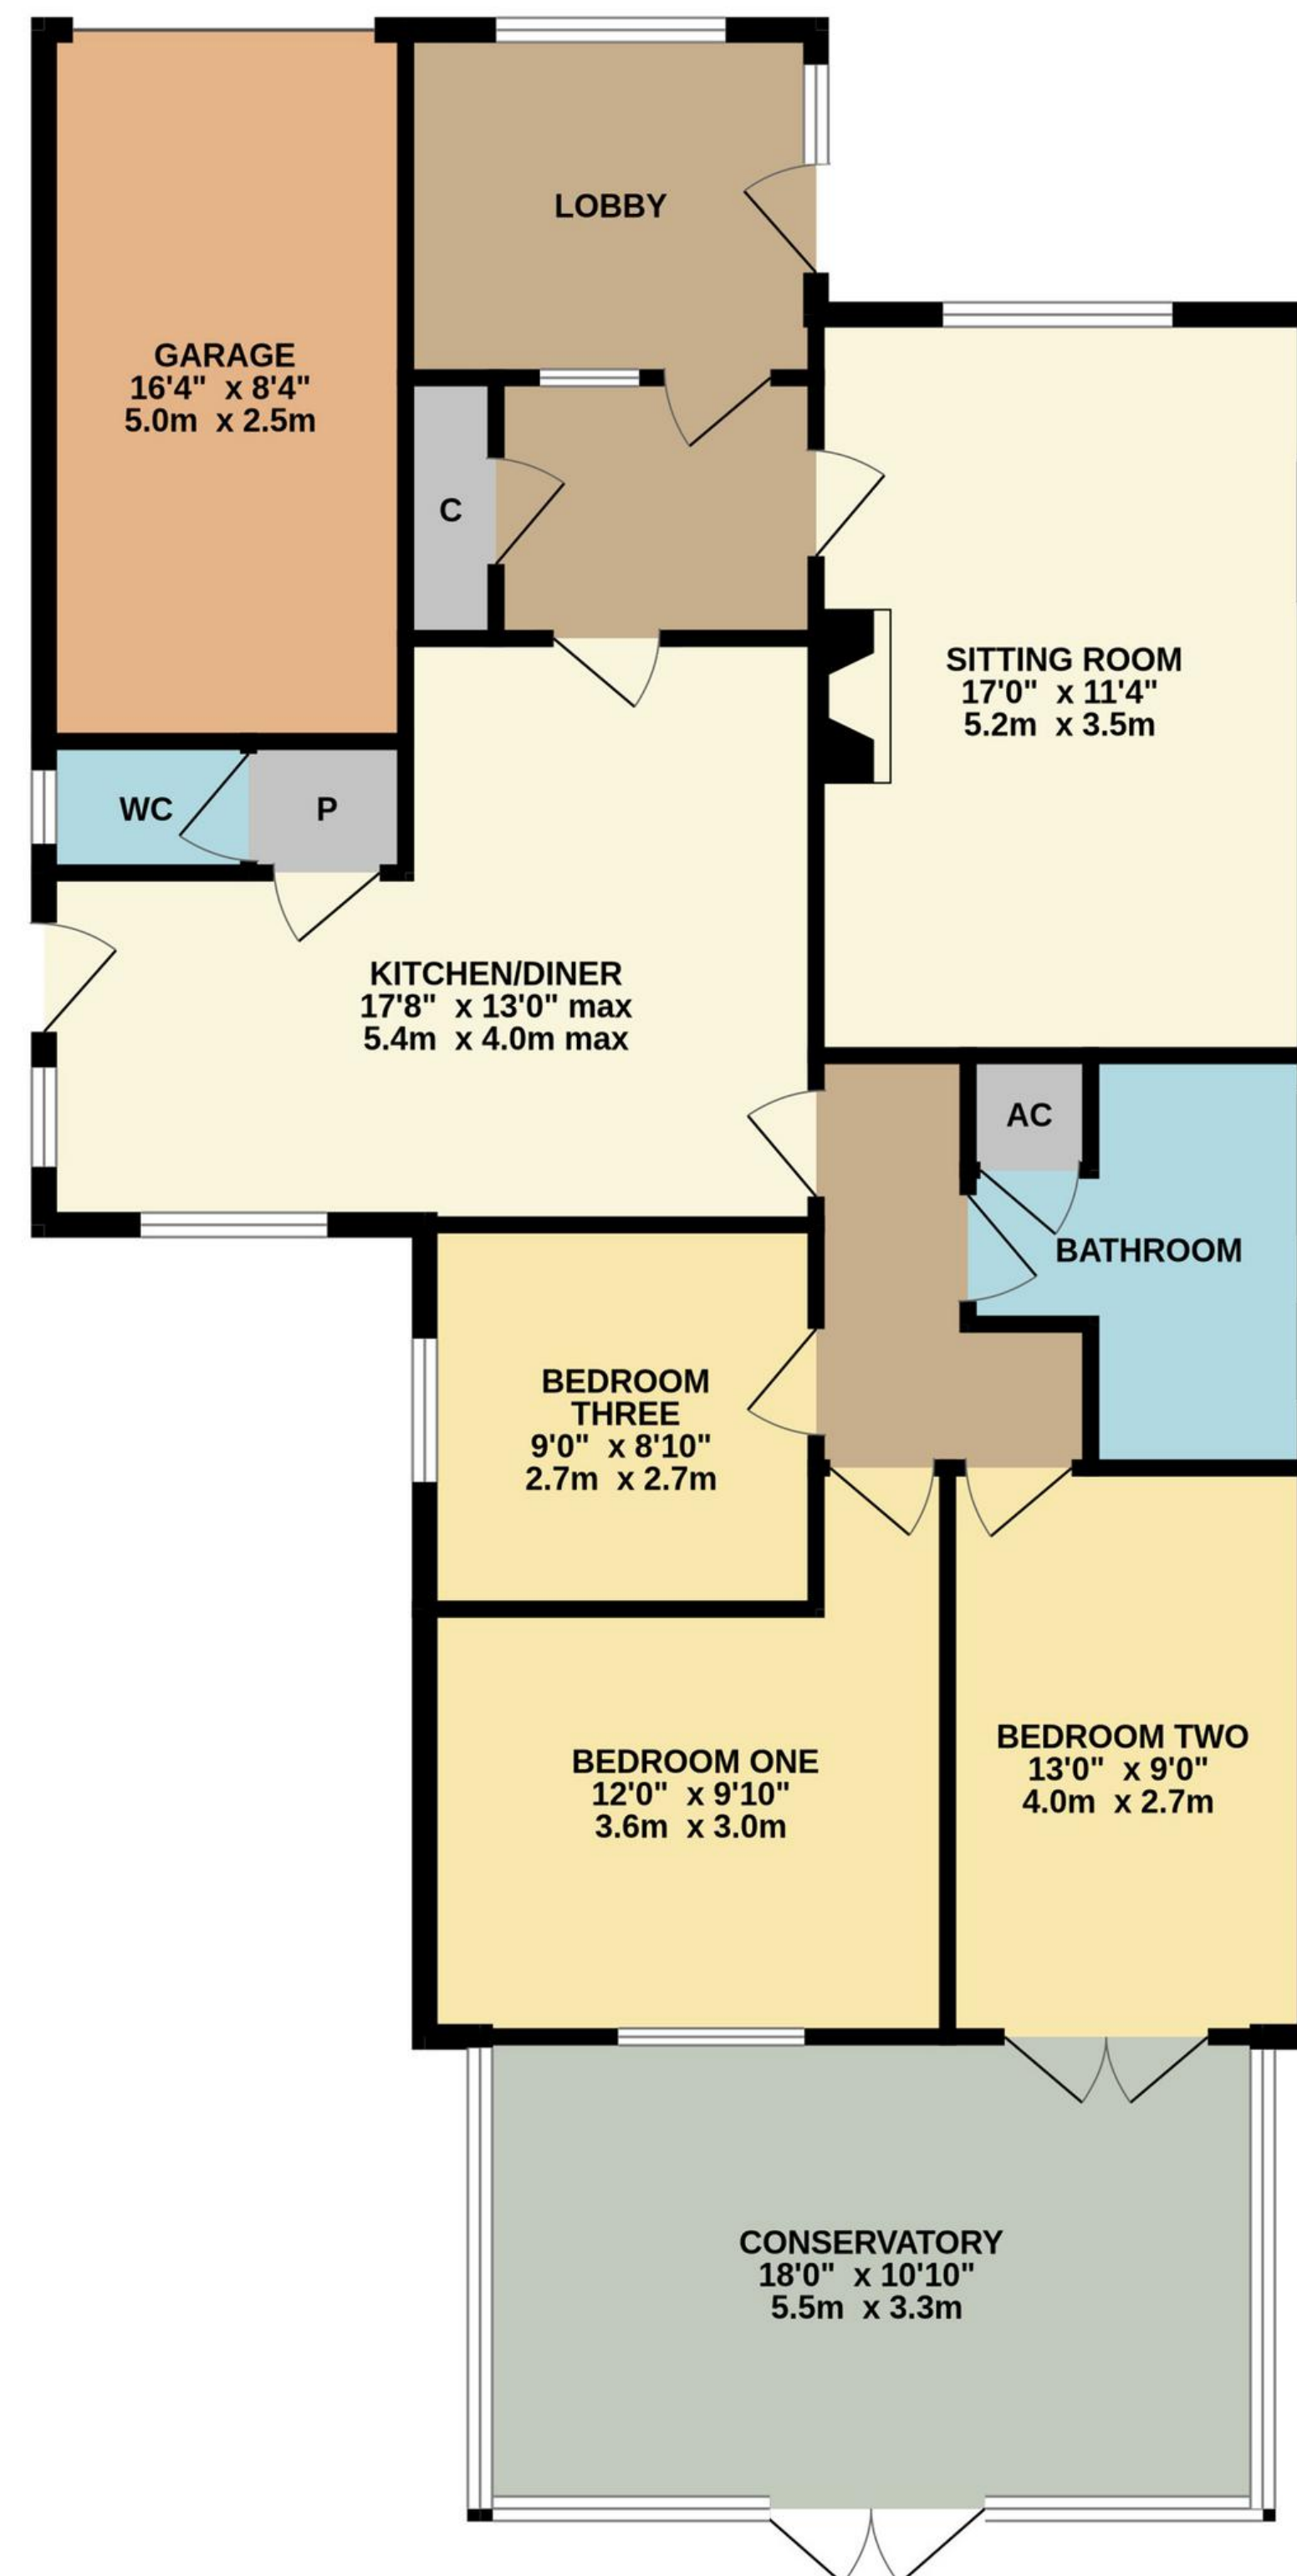 LOBBY
GARAGE
16'4" x 8'4"
5.0m x 2.5m
C
SITTING ROOM
17'0" x 11'4"
5.2m x 3.5m
WC
P
KITCHEN/DINER
17'8" x 13'0" max
5.4m x 4.0m max
AC
BATHROOM
BEDROOM
THREE
9'0" x 8'10"
2.7m x 2.7m
BEDROOM ONE
12'0" x 9'10"
3.6m x 3.0m
BEDROOM TWO
13'0" x 9'0"
4.0m x 2.7m
CONSERVATORY
18'0" x 10'10"
5.5m x 3.3m